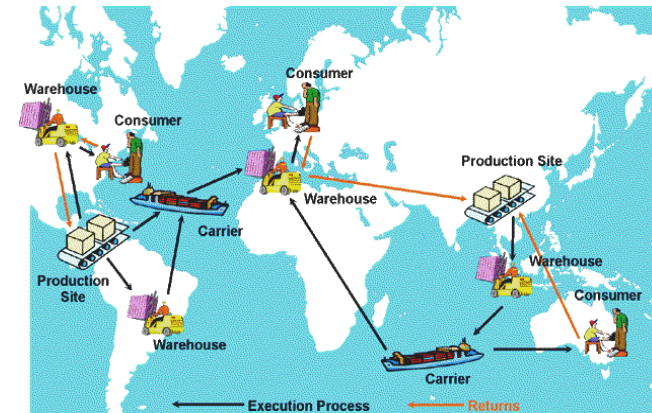 Consumer
Warehouse
Consumer
Production Site
Warehouse
Carrier
Warehouse
Production
Site
Consumer
Warehouse
Carrier
Execution Process
Returns